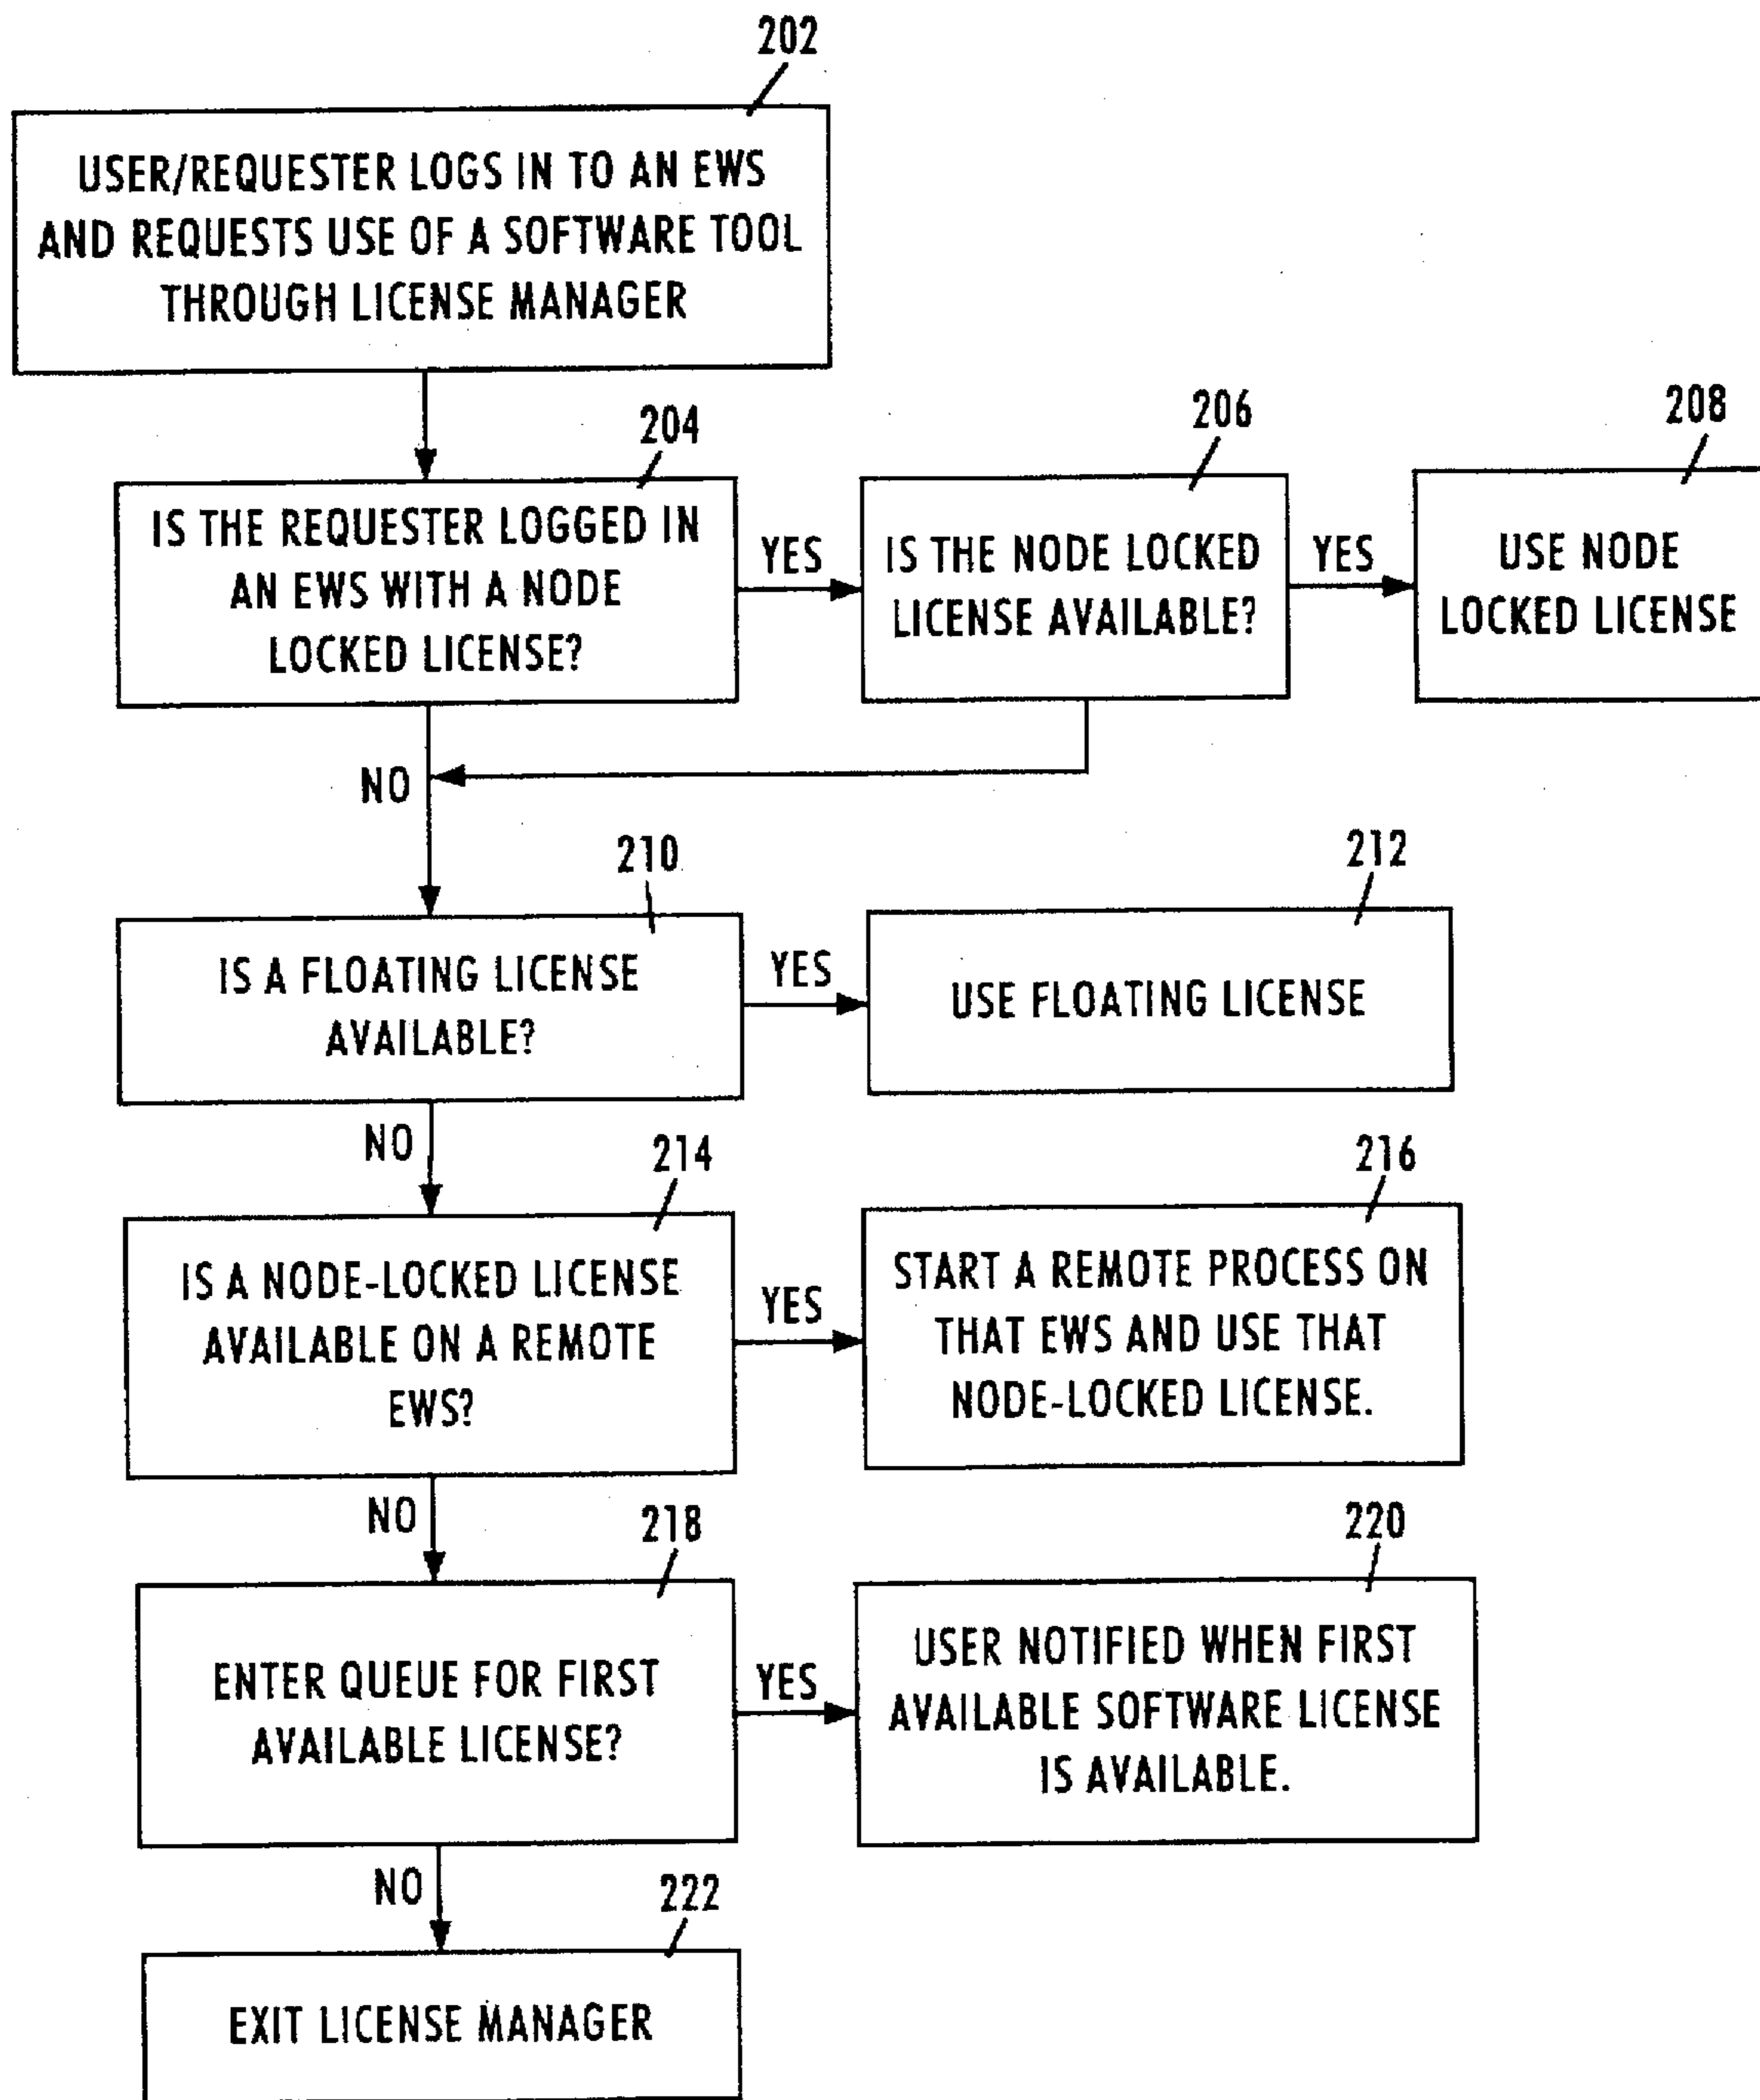 202
USER/REQUESTER LOGS IN TO AN EWS
AND REQUESTS USE OF A SOFTWARE TOOL
THROUGH LICENSE MANAGER
204
IS THE REQUESTER LOGGED IN
AN EWS WITH A NODE
LOCKED LICENSE?
YES
206
IS THE NODE LOCKED
LICENSE AVAILABLE?
YES
208
USE NODE
LOCKED LICENSE
NO
210
IS A FLOATING LICENSE
AVAILABLE?
YES
212
USE FLOATING LICENSE
NO
214
IS A NODE-LOCKED LICENSE
AVAILABLE ON A REMOTE
EWS?
YES
216
START A REMOTE PROCESS ON
THAT EWS AND USE THAT
NODE-LOCKED LICENSE.
NO
218
ENTER QUEUE FOR FIRST
AVAILABLE LICENSE?
YES
220
USER NOTIFIED WHEN FIRST
AVAILABLE SOFTWARE LICENSE
IS AVAILABLE.
NO
222
EXIT LICENSE MANAGER